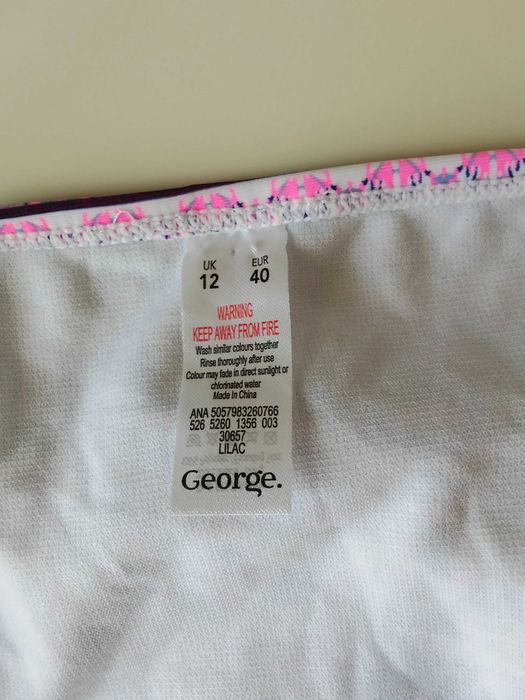 UK EUR
12 40
WARNING
KEEP AWAY FROM FIRE
Wash similar colours together
Rinse thoroughly after use
Colour may fade in direct sunlight or
chlorinated water
Made In China
ANA 5057983260766
526 5260 1356 003
30657
LILAC
George.